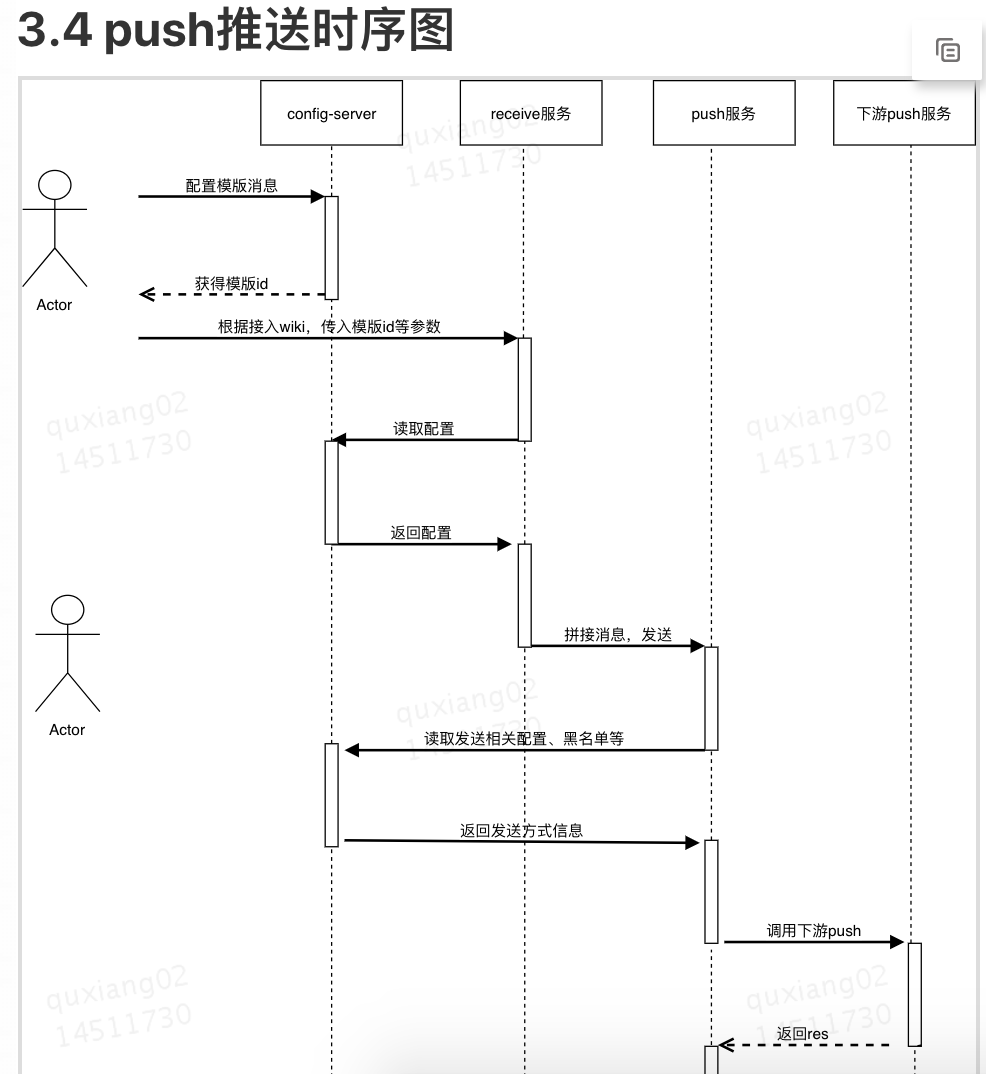 3.4 push推送时序图
config-server
receive服务
push服务
下游push服务
quxiang02
14511730
配置模版消息
获得模版id
Actor
根据接入wiki，传入模版id等参数
quxiang02
14511730
quxiang02
14511730
读取配置
返回配置
Actor
拼接消息，发送
quxiang02
14511730
读取发送相关配置、黑名单等
返回发送方式信息
调用下游push
quxiang02
14511730
quxiang02
14511730
返回res